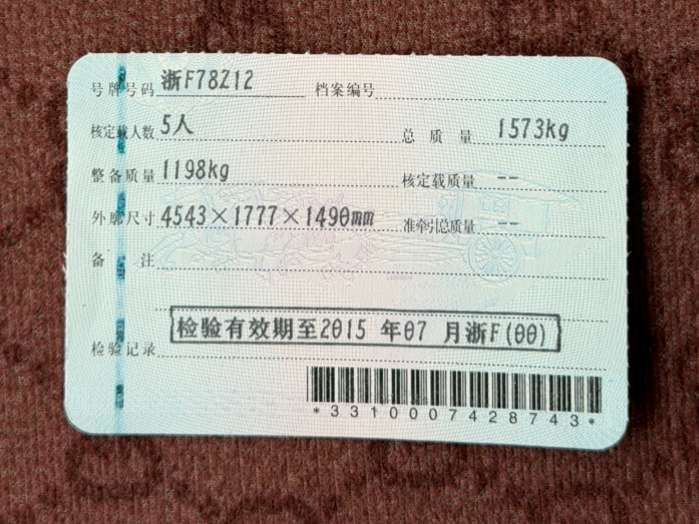 号牌号码 浙F78Z12 档案编号
核定载人数 5人 总质量 1573kg
整备质量 1198kg 核定载质量 --
外廓尺寸 4543×1777×1490mm 准牵引总质量 --
备注
检验有效期至2015 年07 月浙F(00)
检验记录
*3310007428743*